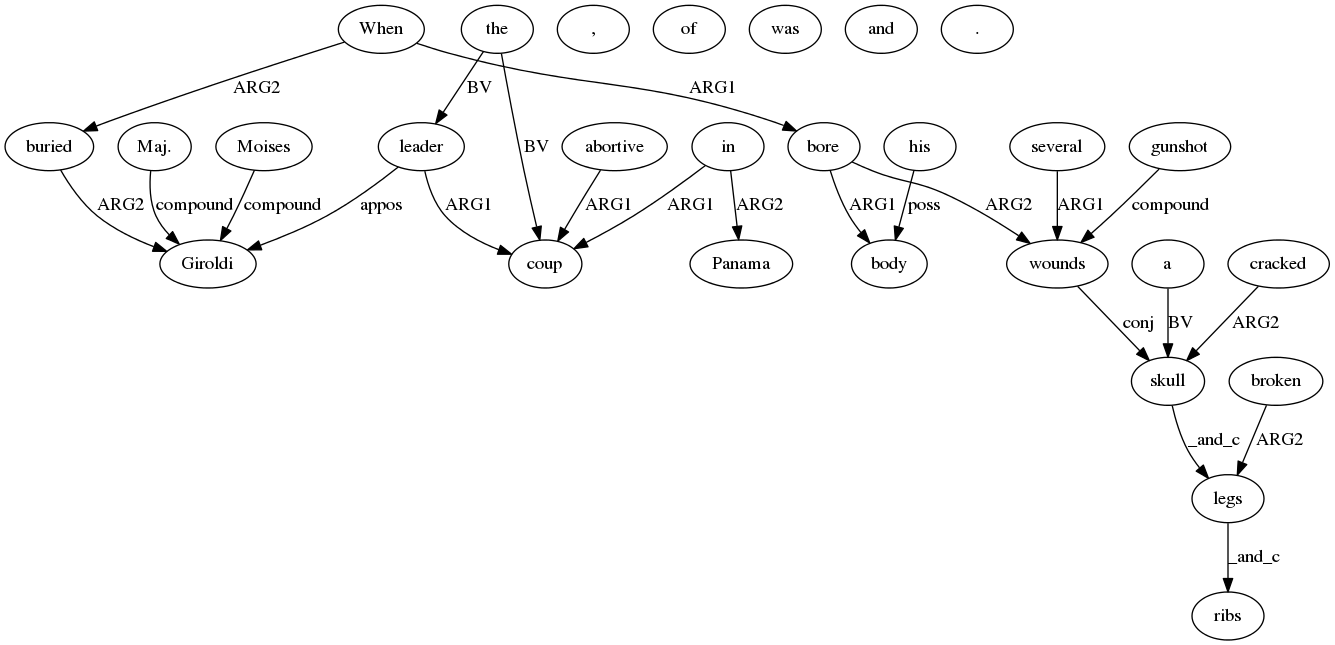 When the , of was and .
ARG2 BV ARG1
buried Maj. Moises leader BV abortive in bore his several gunshot
ARG2 compound compound appos ARG1 ARG1 ARG1 ARG2 ARG1 poss ARG2 ARG1 compound
Giroldi coup Panama body wounds a cracked
conj BV ARG2
skull broken
_and_c ARG2
legs
_and_c
ribs